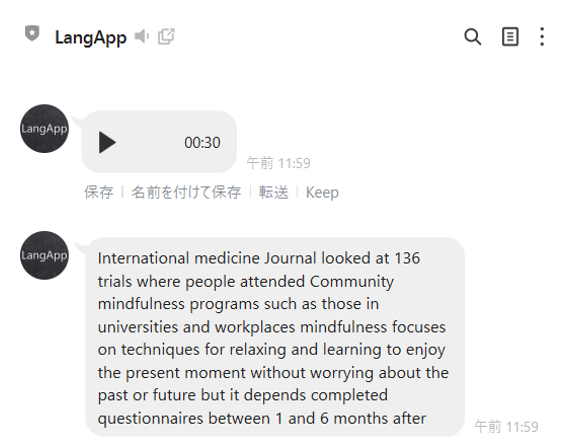 LangApp
LangApp
00:30
午前 11:59
保存 | 名前を付けて保存 | 転送 | Keep
LangApp
International medicine Journal looked at 136
trials where people attended Community
mindfulness programs such as those in
universities and workplaces mindfulness focuses
on techniques for relaxing and learning to enjoy
the present moment without worrying about the
past or future but it depends completed
questionnaires between 1 and 6 months after
午前 11:59